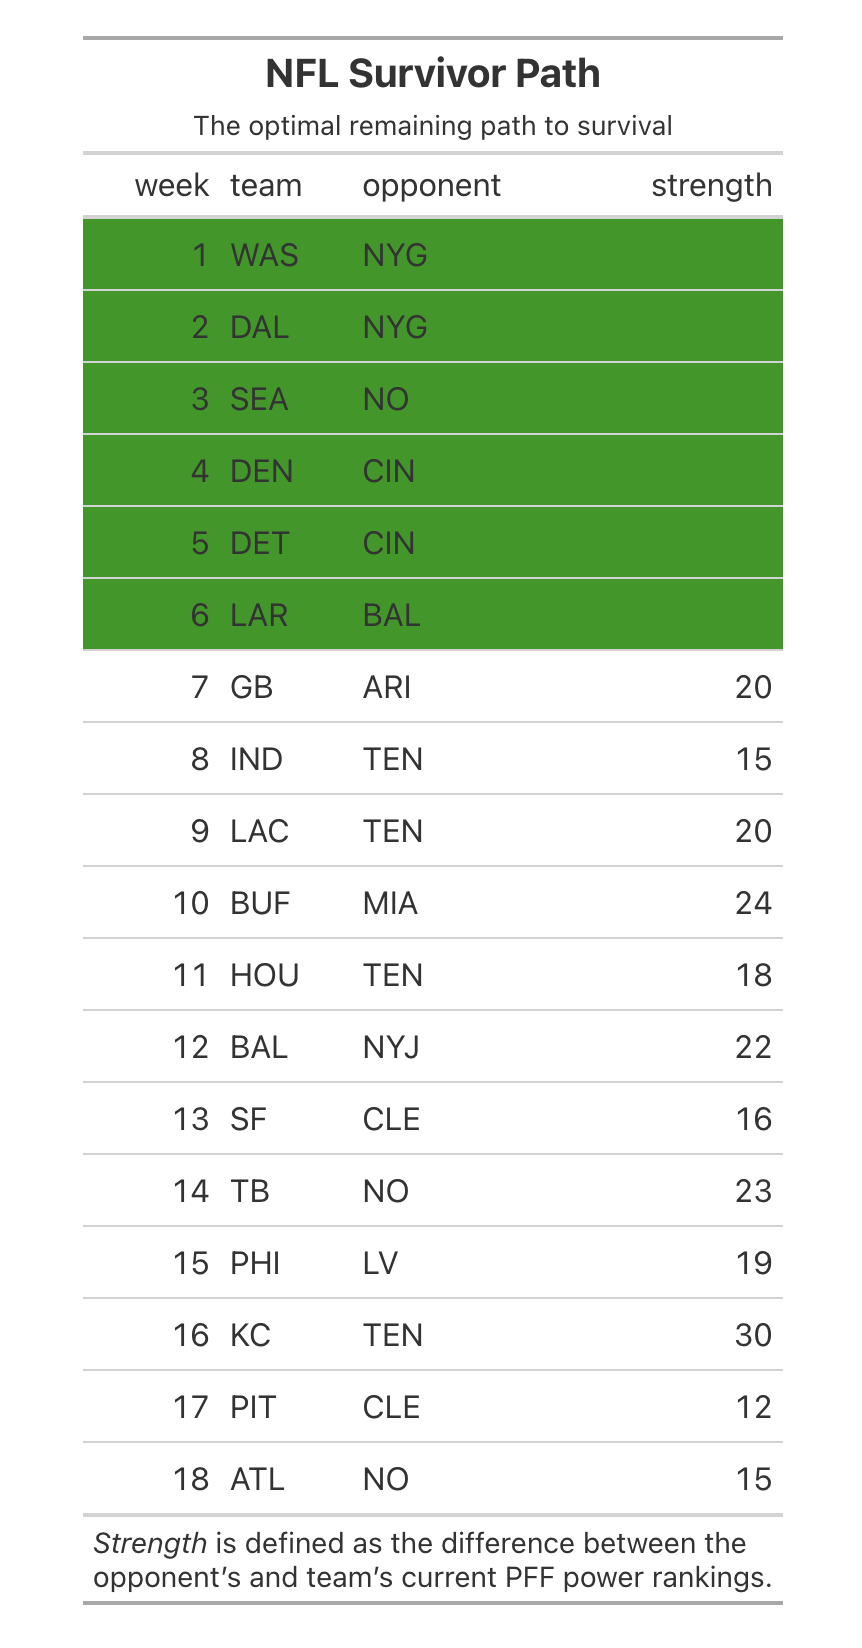 NFL Survivor Path
The optimal remaining path to survival
week team opponent strength
1 WAS NYG
2 DAL NYG
3 SEA NO
4 DEN CIN
5 DET CIN
6 LAR BAL
7 GB ARI 20
8 IND TEN 15
9 LAC TEN 20
10 BUF MIA 24
11 HOU TEN 18
12 BAL NYJ 22
13 SF CLE 16
14 TB NO 23
15 PHI LV 19
16 KC TEN 30
17 PIT CLE 12
18 ATL NO 15
Strength is defined as the difference between the
opponent's and team's current PFF power rankings.